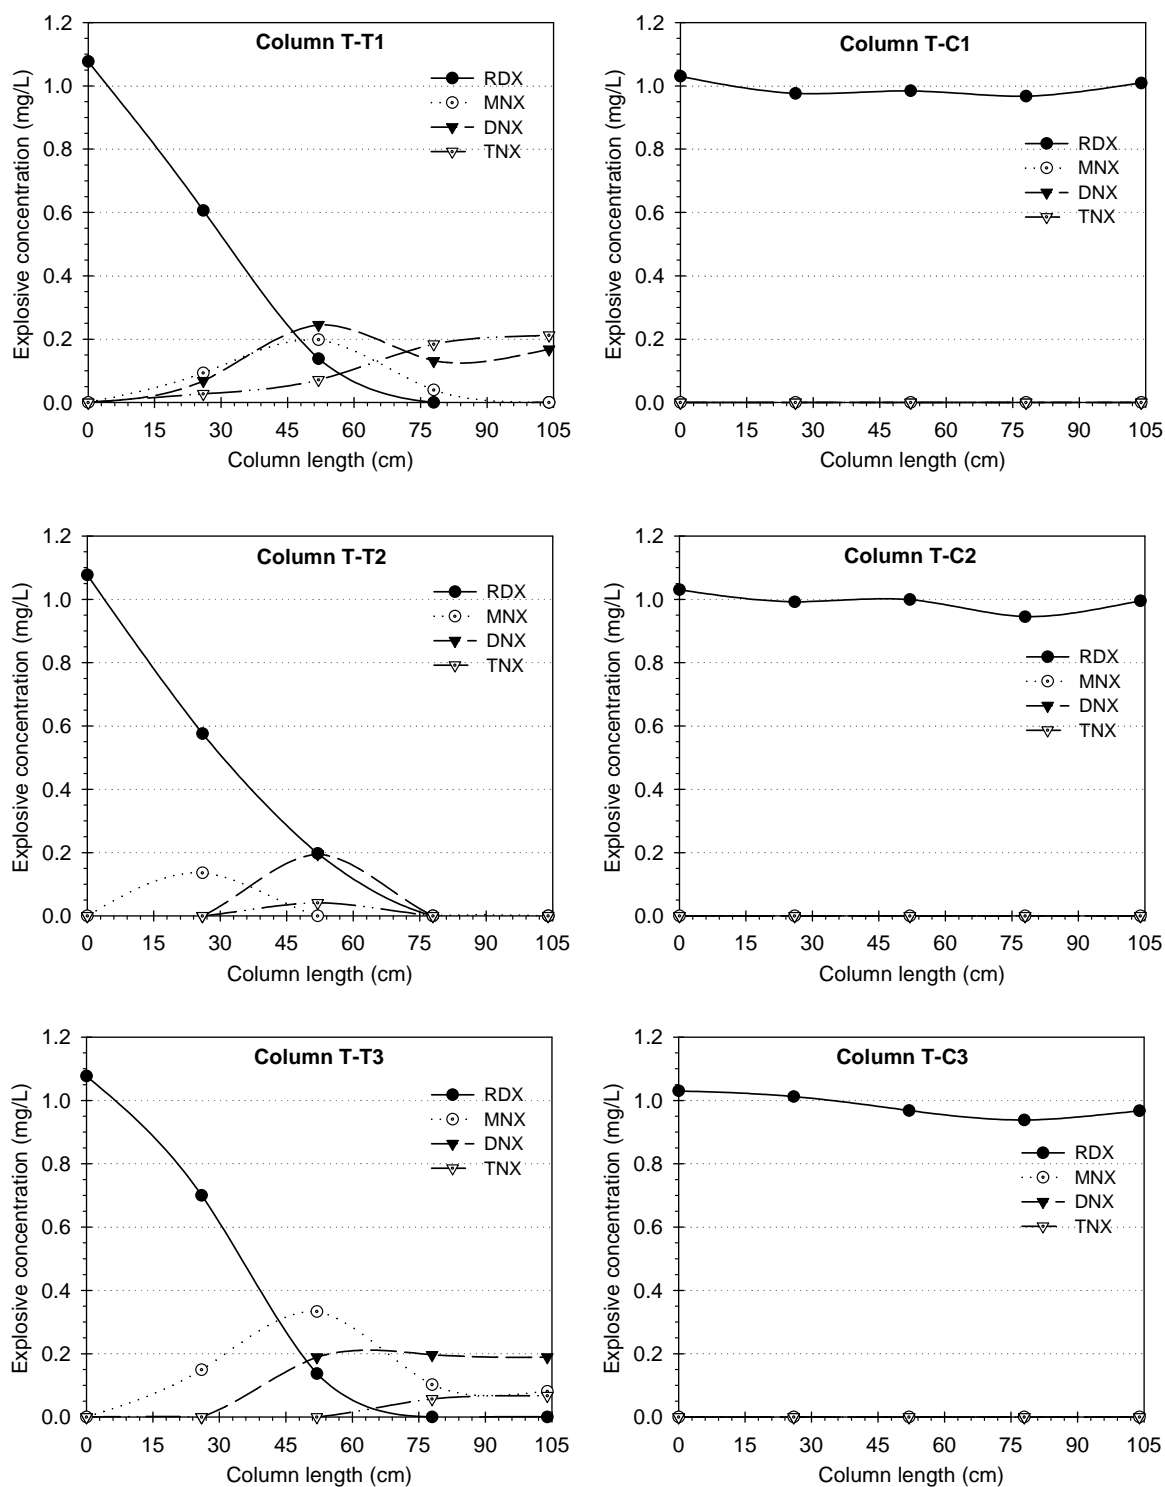 Column T-T1
Explosive concentration (mg/L)
1.2
1.0
0.8
0.6
0.4
0.2
0.0
RDX
MNX
DNX
TNX
0 15 30 45 60 75 90 105
Column length (cm)
Column T-C1
Explosive concentration (mg/L)
1.2
1.0
0.8
0.6
0.4
0.2
0.0
RDX
MNX
DNX
TNX
0 15 30 45 60 75 90 105
Column length (cm)
Column T-T2
Explosive concentration (mg/L)
1.2
1.0
0.8
0.6
0.4
0.2
0.0
RDX
MNX
DNX
TNX
0 15 30 45 60 75 90 105
Column length (cm)
Column T-C2
Explosive concentration (mg/L)
1.2
1.0
0.8
0.6
0.4
0.2
0.0
RDX
MNX
DNX
TNX
0 15 30 45 60 75 90 105
Column length (cm)
Column T-T3
Explosive concentration (mg/L)
1.2
1.0
0.8
0.6
0.4
0.2
0.0
RDX
MNX
DNX
TNX
0 15 30 45 60 75 90 105
Column length (cm)
Column T-C3
Explosive concentration (mg/L)
1.2
1.0
0.8
0.6
0.4
0.2
0.0
RDX
MNX
DNX
TNX
0 15 30 45 60 75 90 105
Column length (cm)